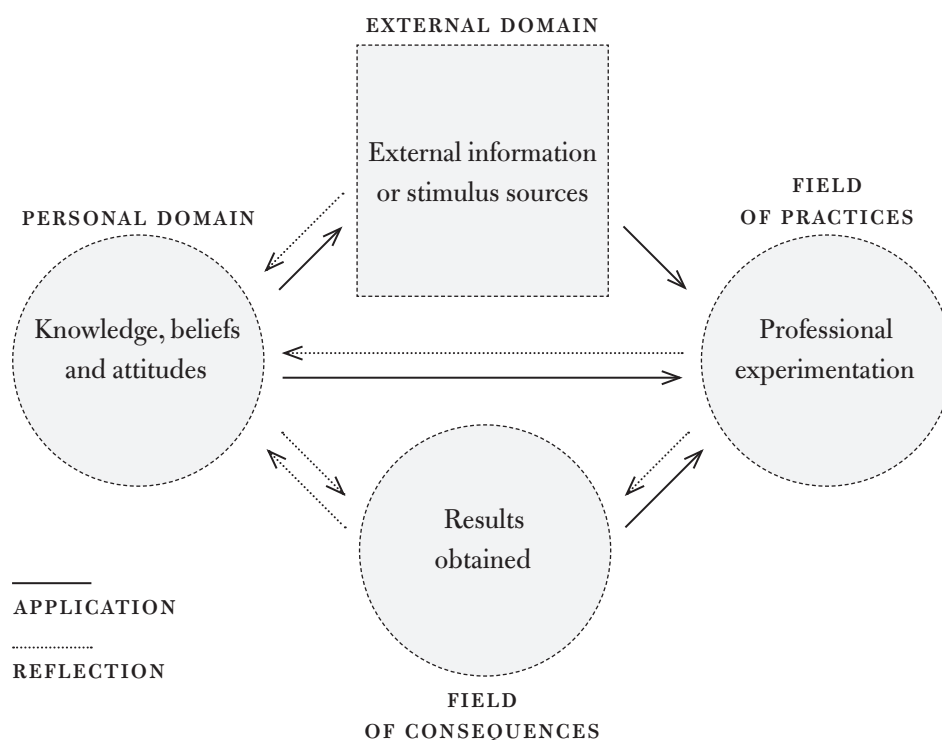 EXTERNAL DOMAIN
External information
or stimulus sources
FIELD
OF PRACTICES
PERSONAL DOMAIN
Knowledge, beliefs
and attitudes
Professional
experimentation
Results
obtained
APPLICATION
REFLECTION
FIELD
OF CONSEQUENCES